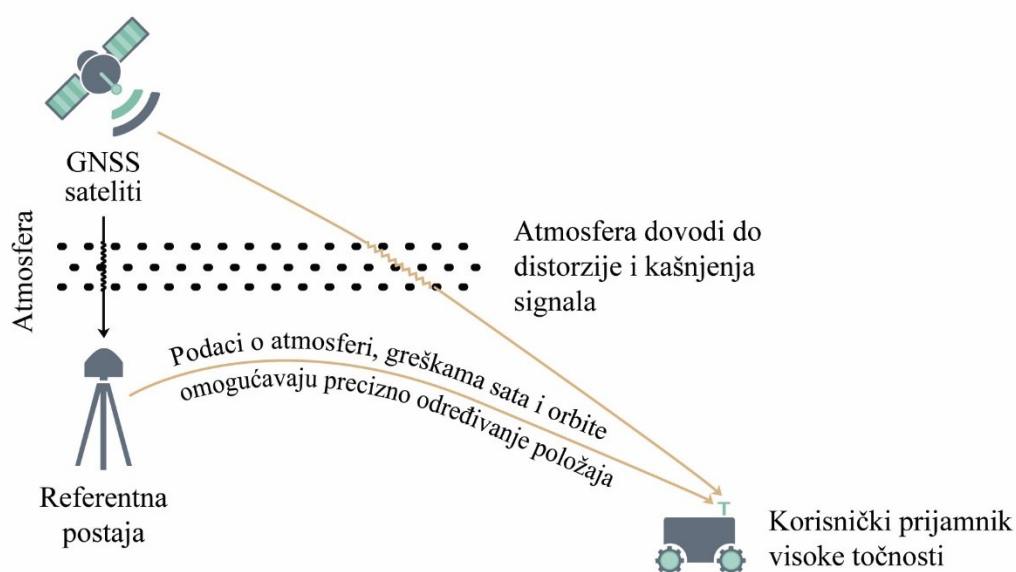 GNSS
sateliti
Atmosfera
Atmosfera dovodi do
distorzije i kašnjenja
signala
Podaci o atmosferi, greškama sata i orbite
omogućavaju precizno određivanje položaja
Referentna
postaja
Korisnički prijamnik
visoke točnosti